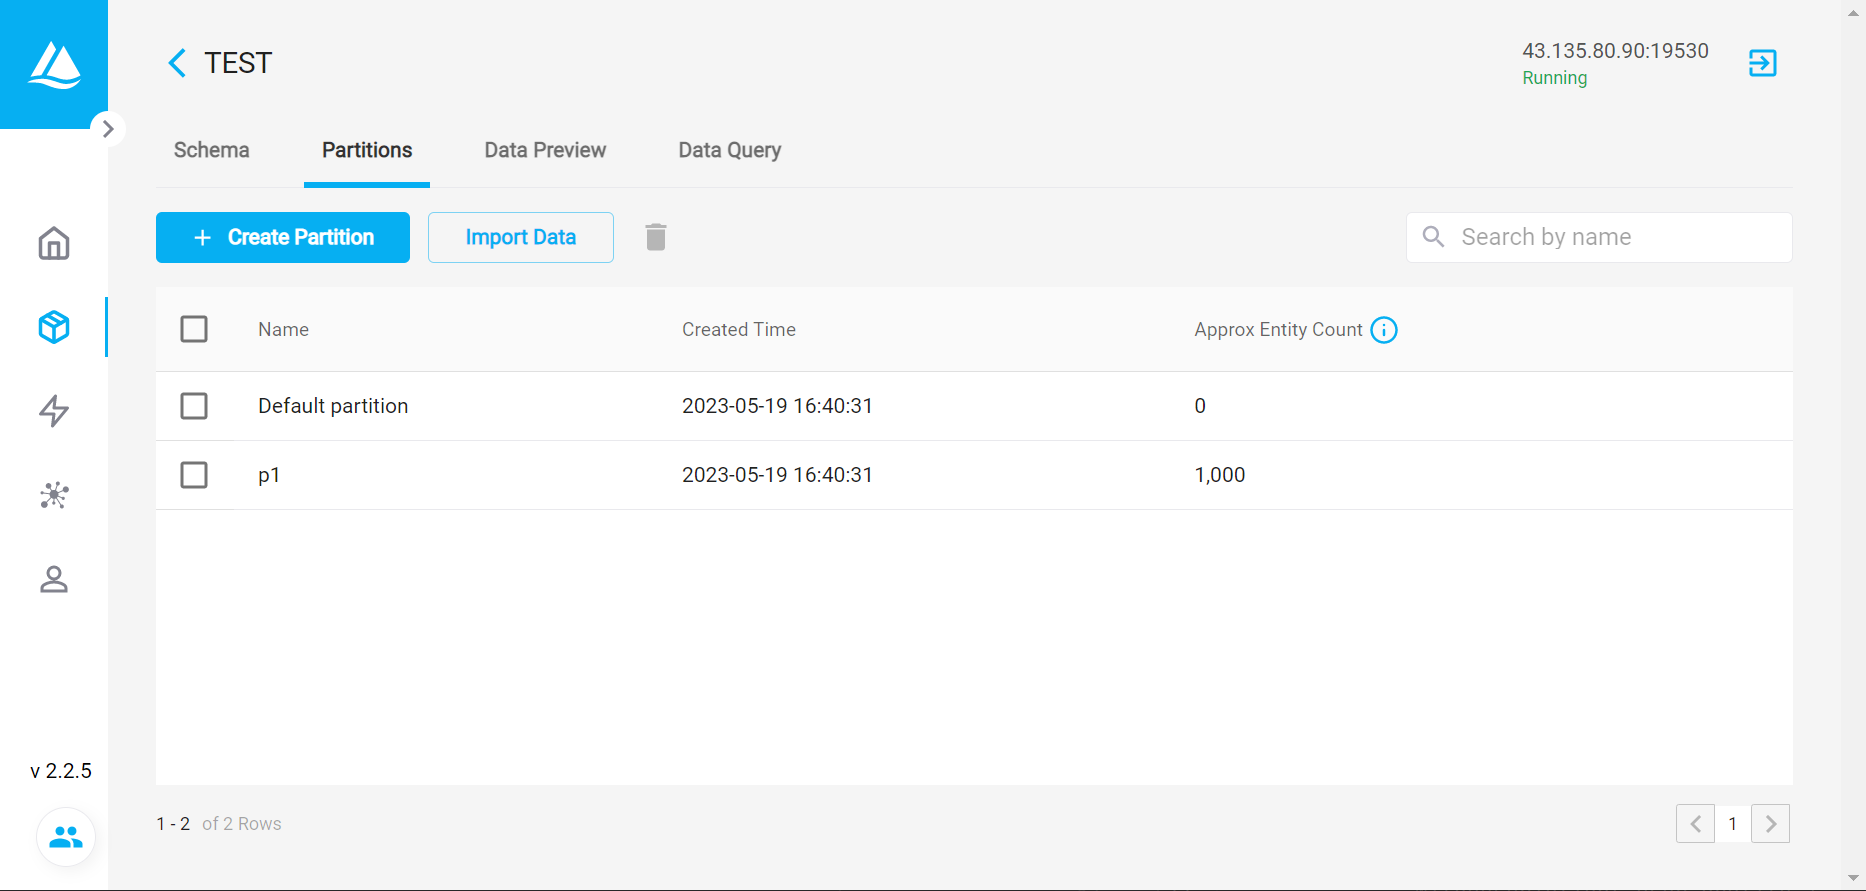 TEST
43.135.80.90:19530
Running
Schema Partitions Data Preview Data Query
Create Partition Import Data Search by name
Name Created Time Approx Entity Count
Default partition 2023-05-19 16:40:31 0
p1 2023-05-19 16:40:31 1,000
v 2.2.5
1 - 2 of 2 Rows 1